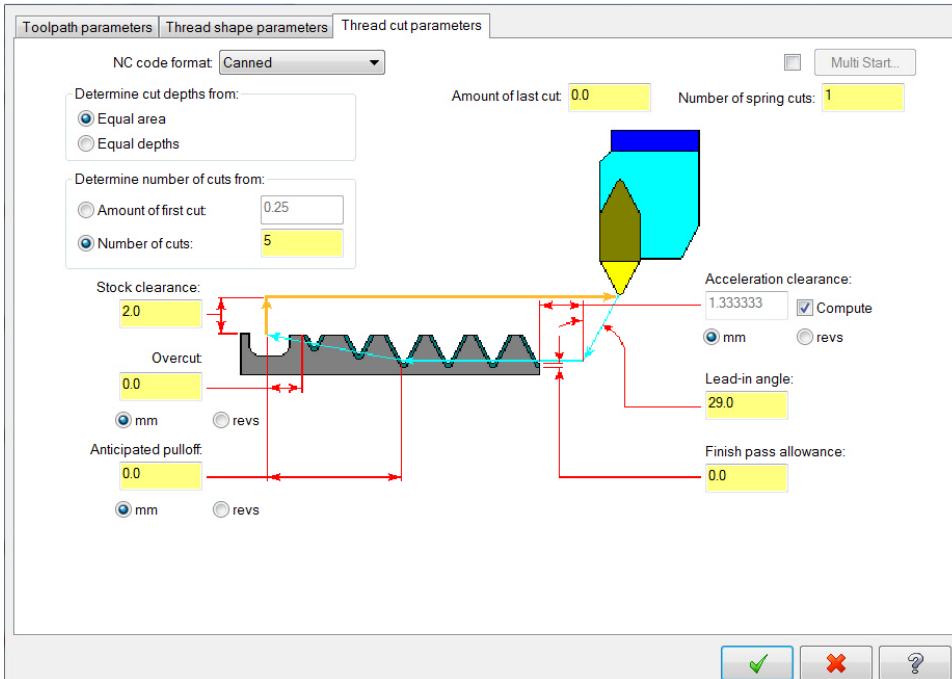 Toolpath parameters Thread shape parameters Thread cut parameters
NC code format: Canned
Multi Start...
Determine cut depths from:
Equal area
Equal depths
Amount of last cut: 0.0
Number of spring cuts: 1
Determine number of cuts from:
Amount of first cut: 0.25
Number of cuts: 5
Stock clearance:
2.0
Overcut:
0.0
mm revs
Anticipated pulloff:
0.0
mm revs
Acceleration clearance:
1.333333 Compute
mm revs
Lead-in angle:
29.0
Finish pass allowance:
0.0